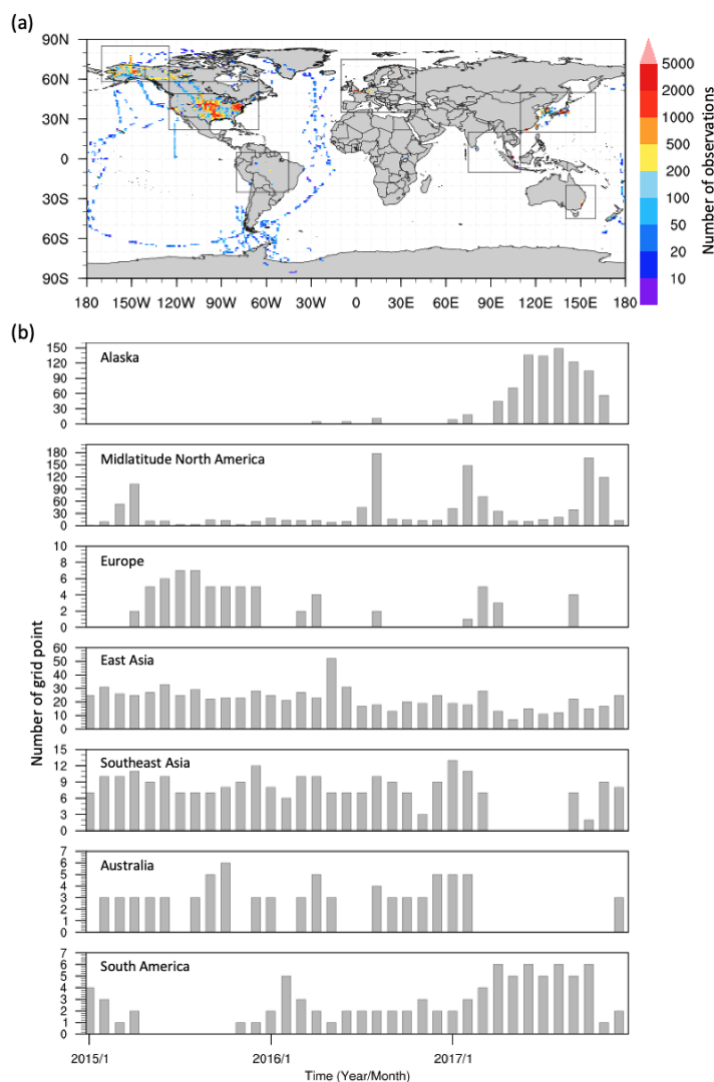 (a)
90N
60N
30N
0
30S
60S
90S
180 150W 120W 90W 60W 30W 0 30E 60E 90E 120E 150E 180
5000
2000
1000
500
200
100
50
20
10
Number of observations
(b)
Number of grid point
Alaska
150
120
90
60
30
0
Midlatitude North America
180
150
120
90
60
30
0
Europe
10
8
6
4
2
0
East Asia
60
50
40
30
20
10
0
Southeast Asia
15
12
9
6
3
0
Australia
7
6
5
4
3
2
1
0
South America
7
6
5
4
3
2
1
0
2015/1 2016/1 2017/1
Time (Year/Month)